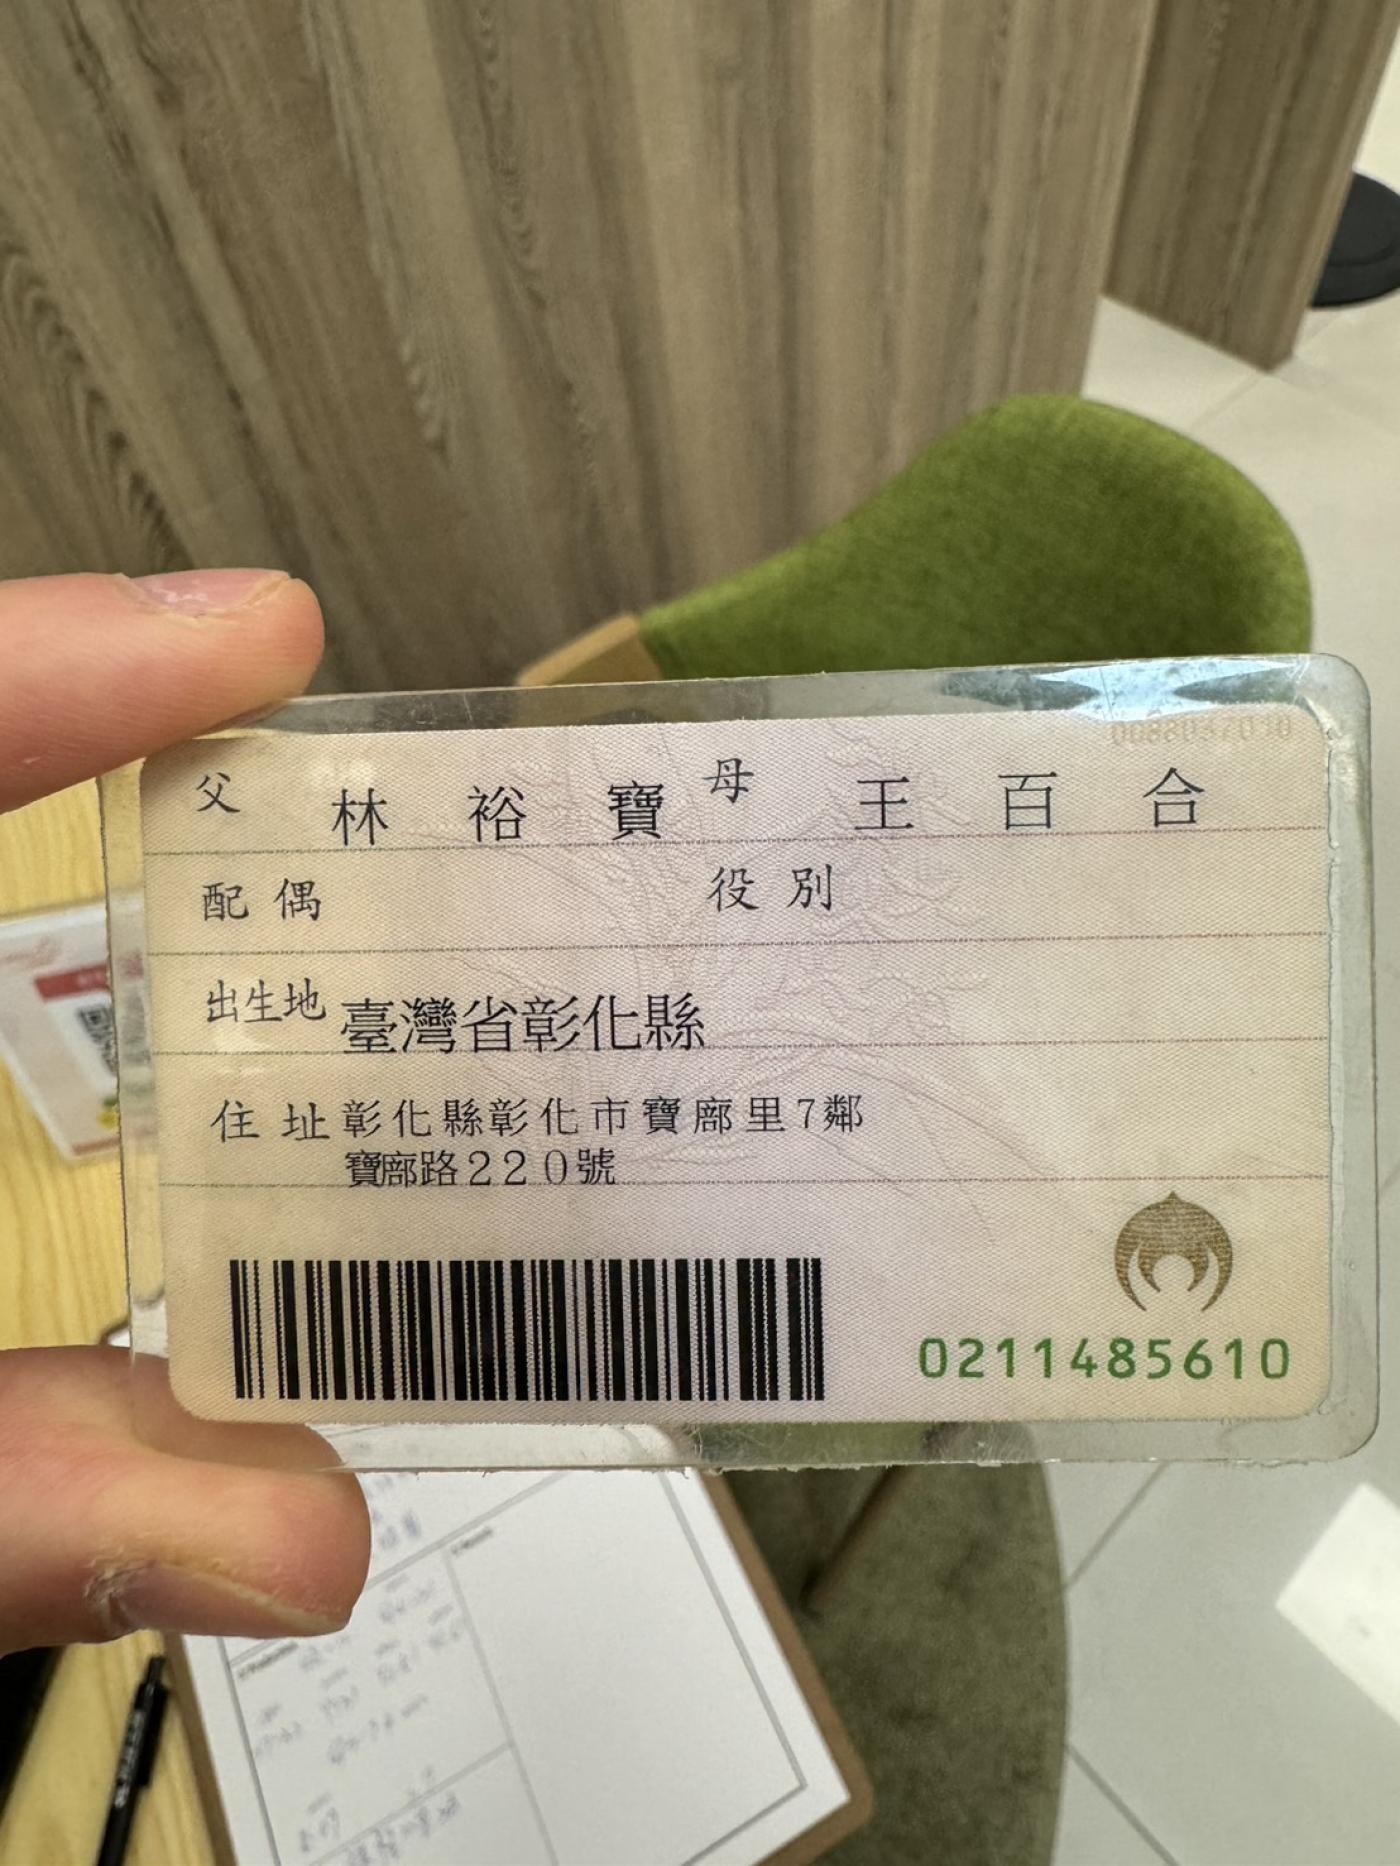 父 林裕寶 母 王百合
配偶 役別
出生地 臺灣省彰化縣
住址 彰化縣彰化市寶廍里7鄰
寶廍路220號
0211485610